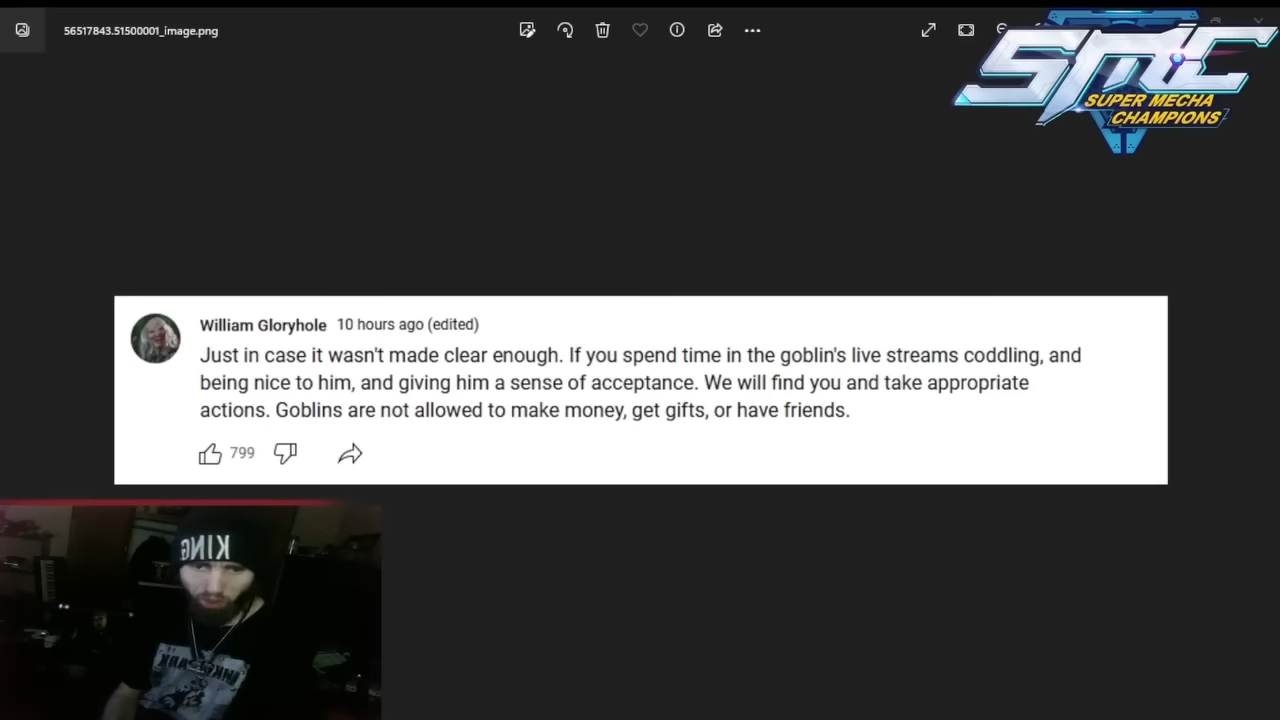 56517843.51500001_image.png
SMC
SUPER MECHA
CHAMPIONS
William Gloryhole 10 hours ago (edited)
Just in case it wasn't made clear enough. If you spend time in the goblin's live streams coddling, and
being nice to him, and giving him a sense of acceptance. We will find you and take appropriate
actions. Goblins are not allowed to make money, get gifts, or have friends.
799
KING